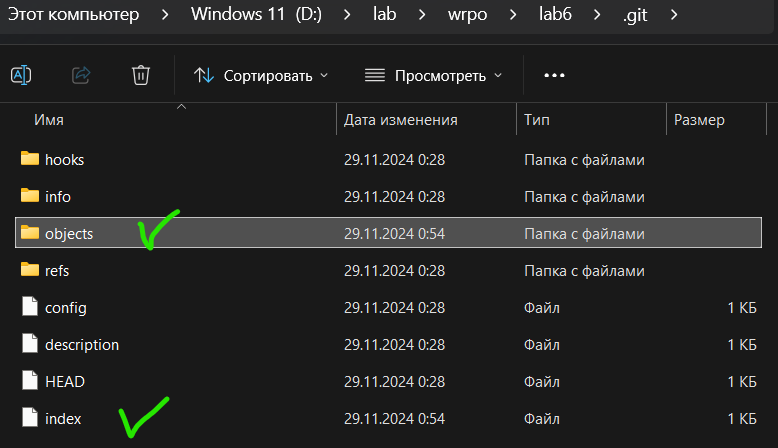 Этот компьютер > Windows 11 (D:) > lab > wrpo > lab6 > .git >
Сортировать Просмотреть •••
Имя Дата изменения Тип Размер
hooks 29.11.2024 0:28 Папка с файлами
info 29.11.2024 0:28 Папка с файлами
objects 29.11.2024 0:54 Папка с файлами
refs 29.11.2024 0:28 Папка с файлами
config 29.11.2024 0:28 Файл 1 КБ
description 29.11.2024 0:28 Файл 1 КБ
HEAD 29.11.2024 0:28 Файл 1 КБ
index 29.11.2024 0:54 Файл 1 КБ